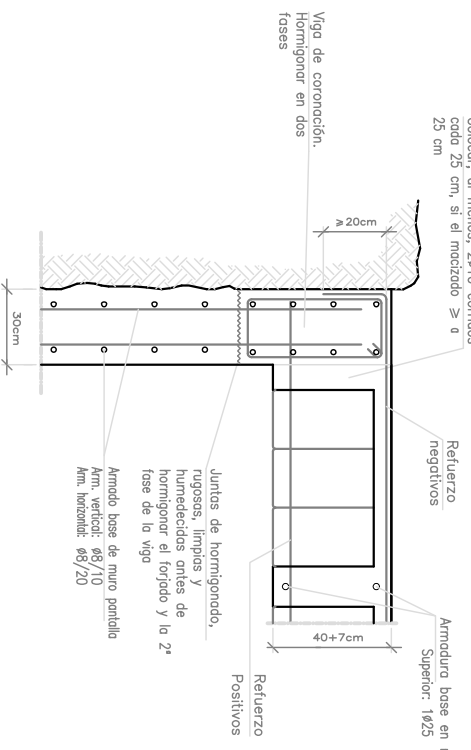 cada 25 cm, si el macizado ≥ a
25 cm
Viga de coronación.
Hormigonar en dos
fases
≥20cm
30cm
Refuerzo
negativos
Armadura base en
Superior: 1Ø25
40+7cm
Refuerzo
Positivos
Juntas de hormigonado,
rugosas, limpias y
humedecidas antes de
hormigonar el forjado y la 2ª
fase de la viga
Armado base de muro pantalla
Arm. vertical: Ø8/10
Arm. horizontal: Ø8/20